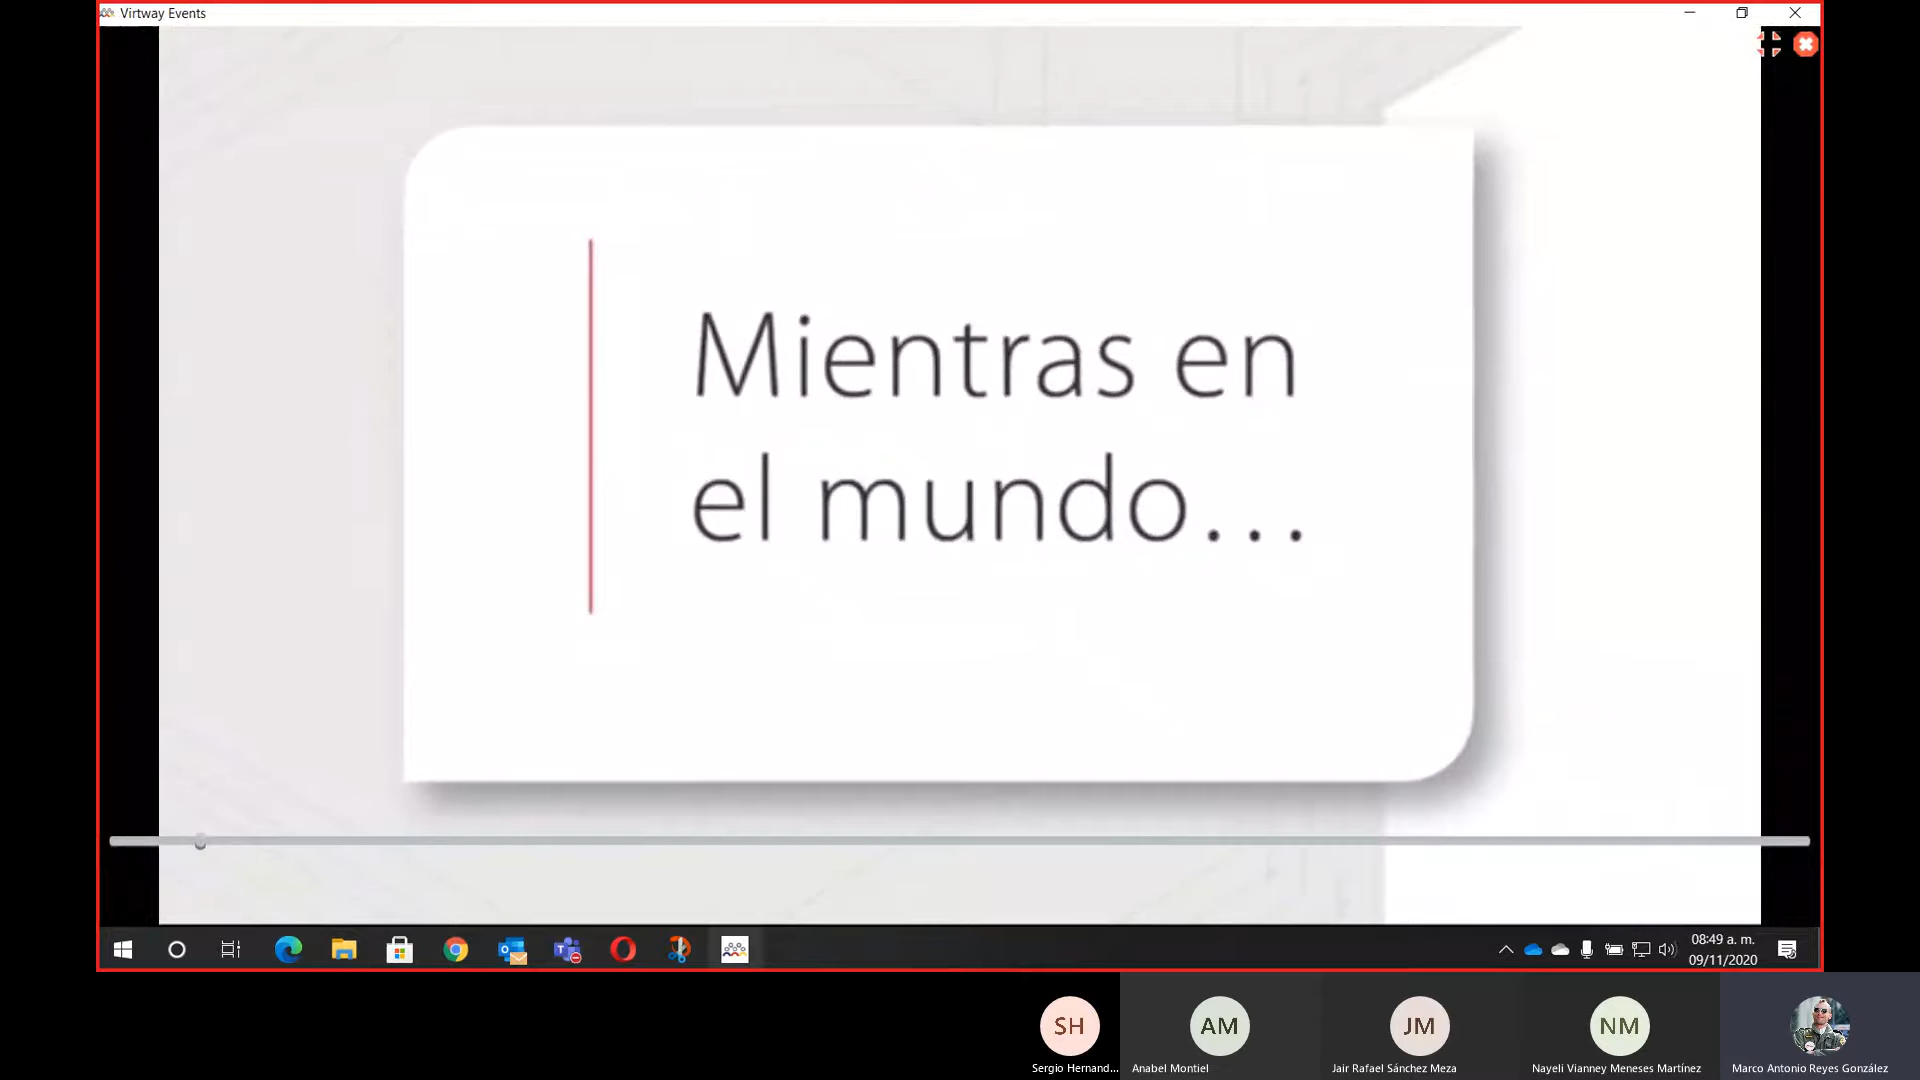 Virtway Events
Mientras en
el mundo...
08:49 a. m.
09/11/2020
SH
AM
JM
NM
Sergio Hernand...
Anabel Montiel
Jair Rafael Sánchez Meza
Nayeli Vianney Meneses Martínez
Marco Antonio Reyes González